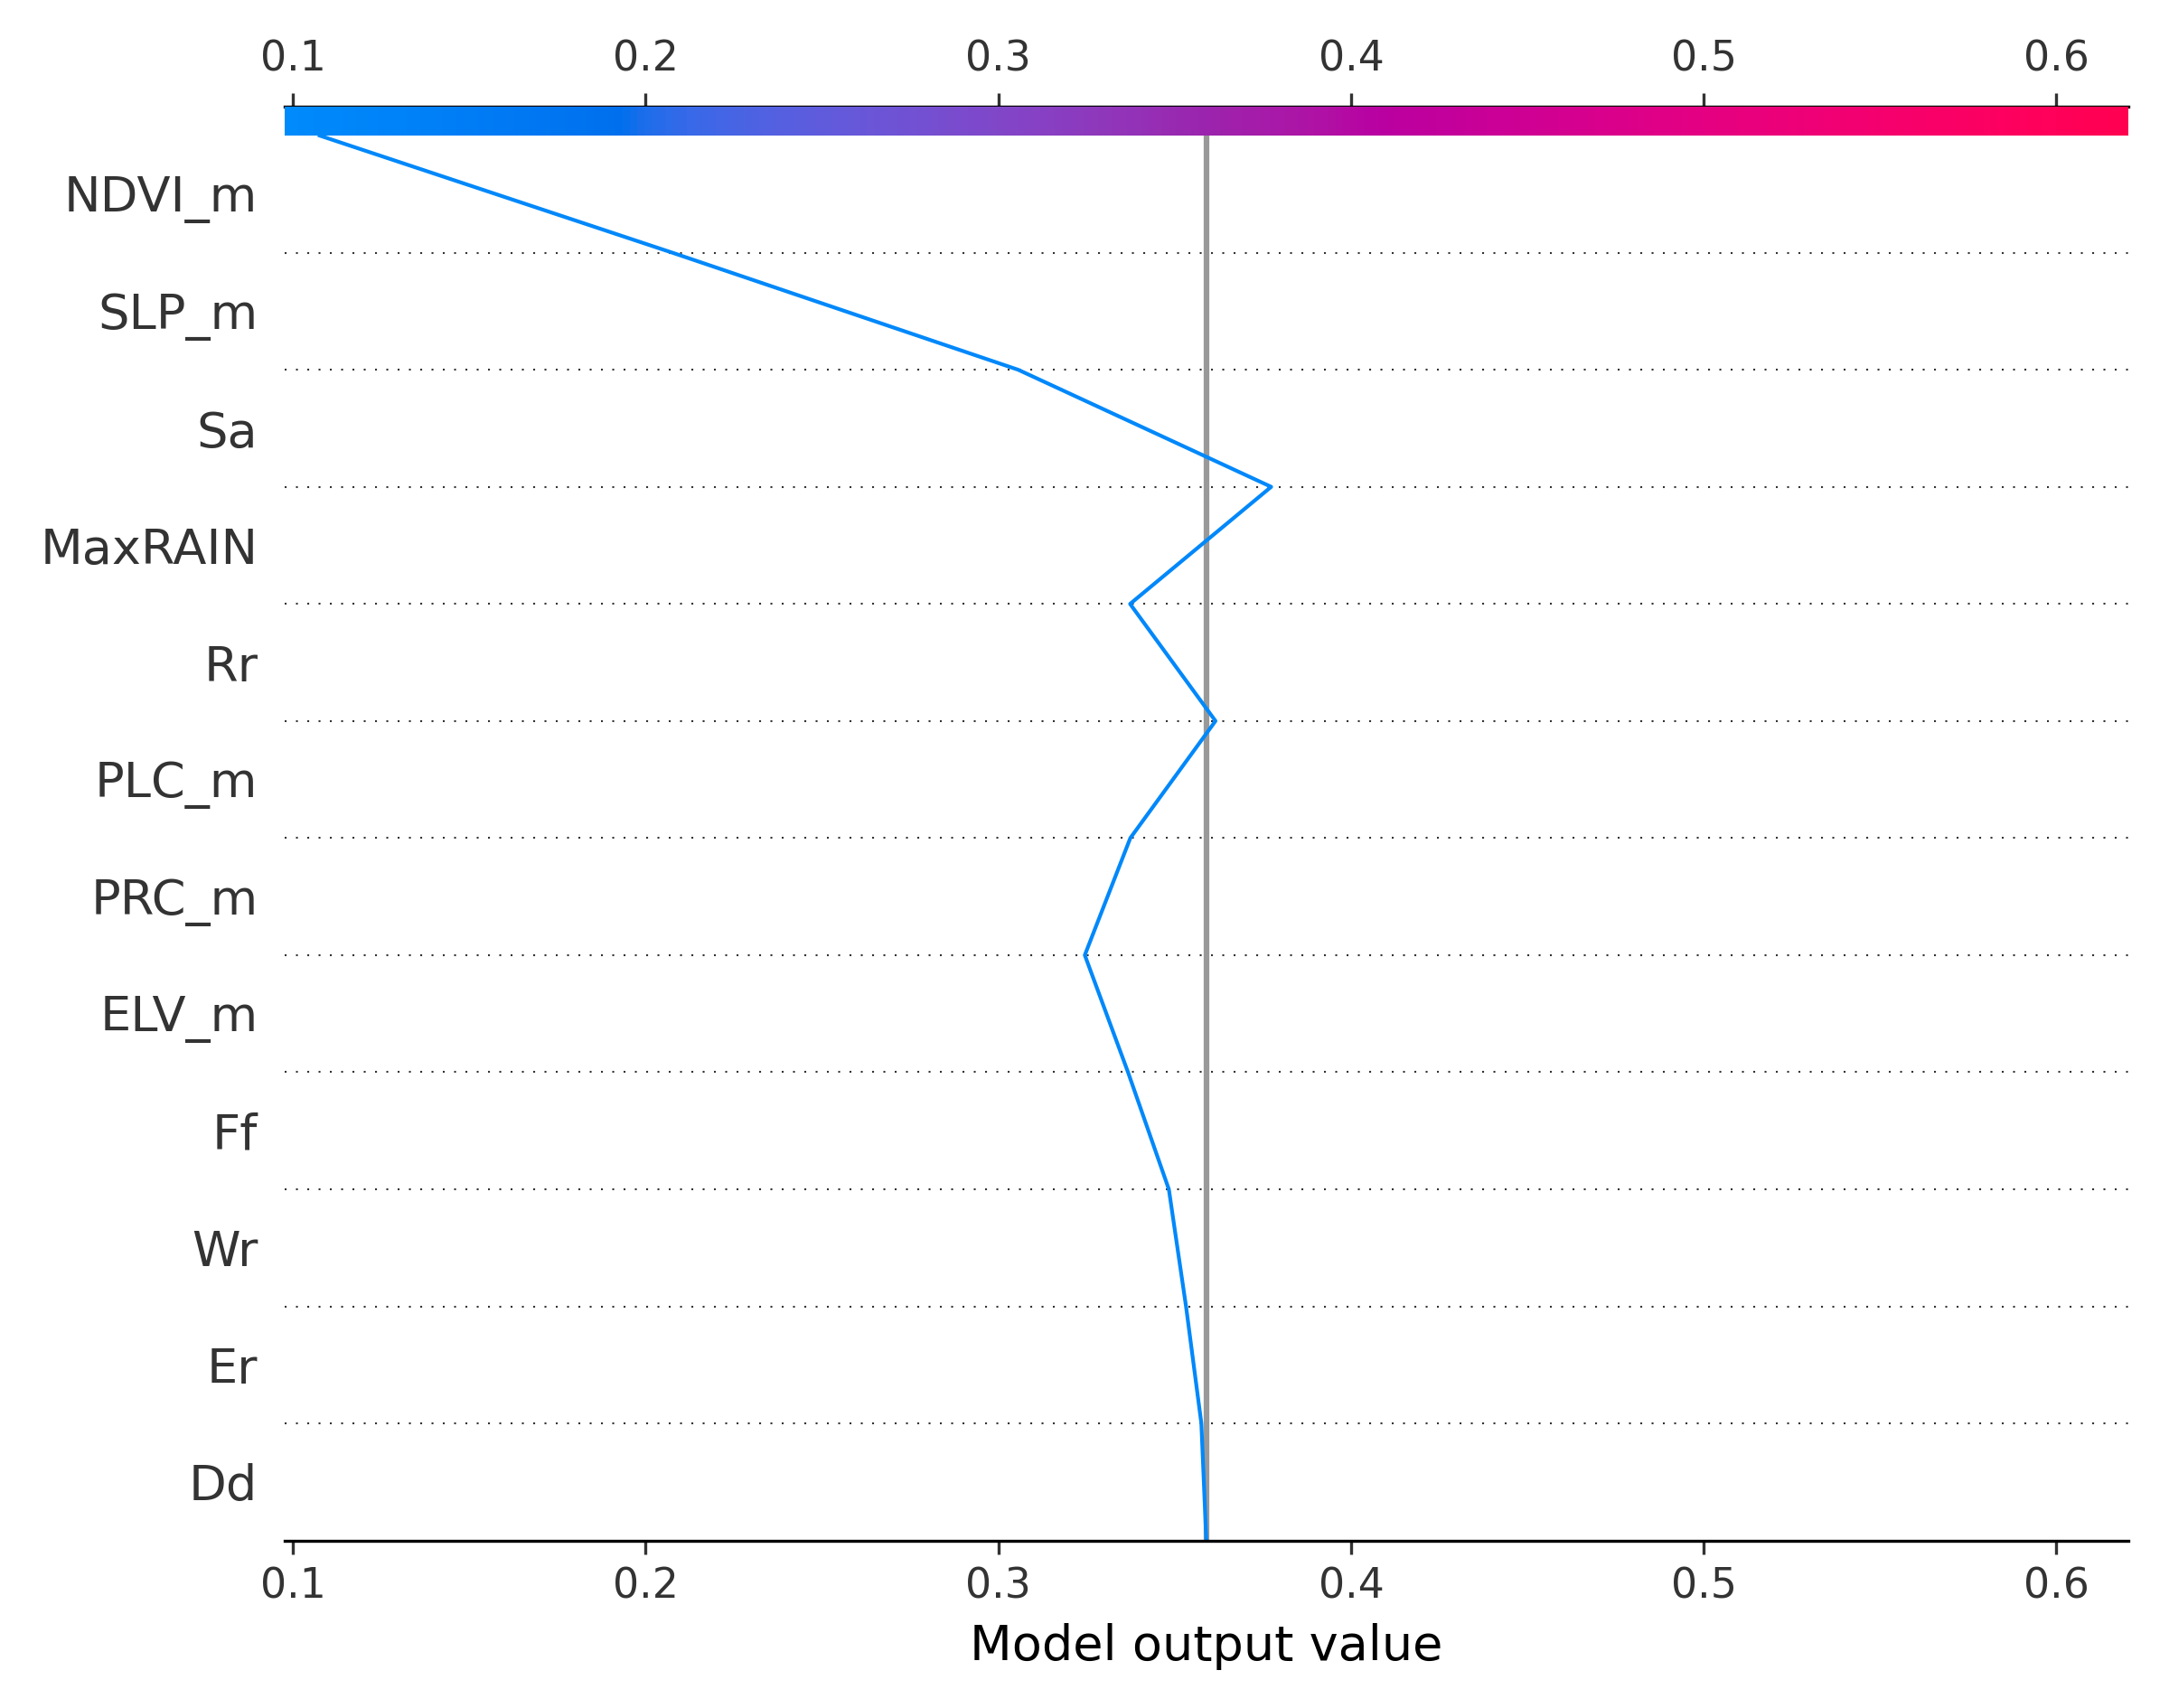 0.1 0.2 0.3 0.4 0.5 0.6
NDVI_m
SLP_m
Sa
MaxRAIN
Rr
PLC_m
PRC_m
ELV_m
Ff
Wr
Er
Dd
0.1 0.2 0.3 0.4 0.5 0.6
Model output value